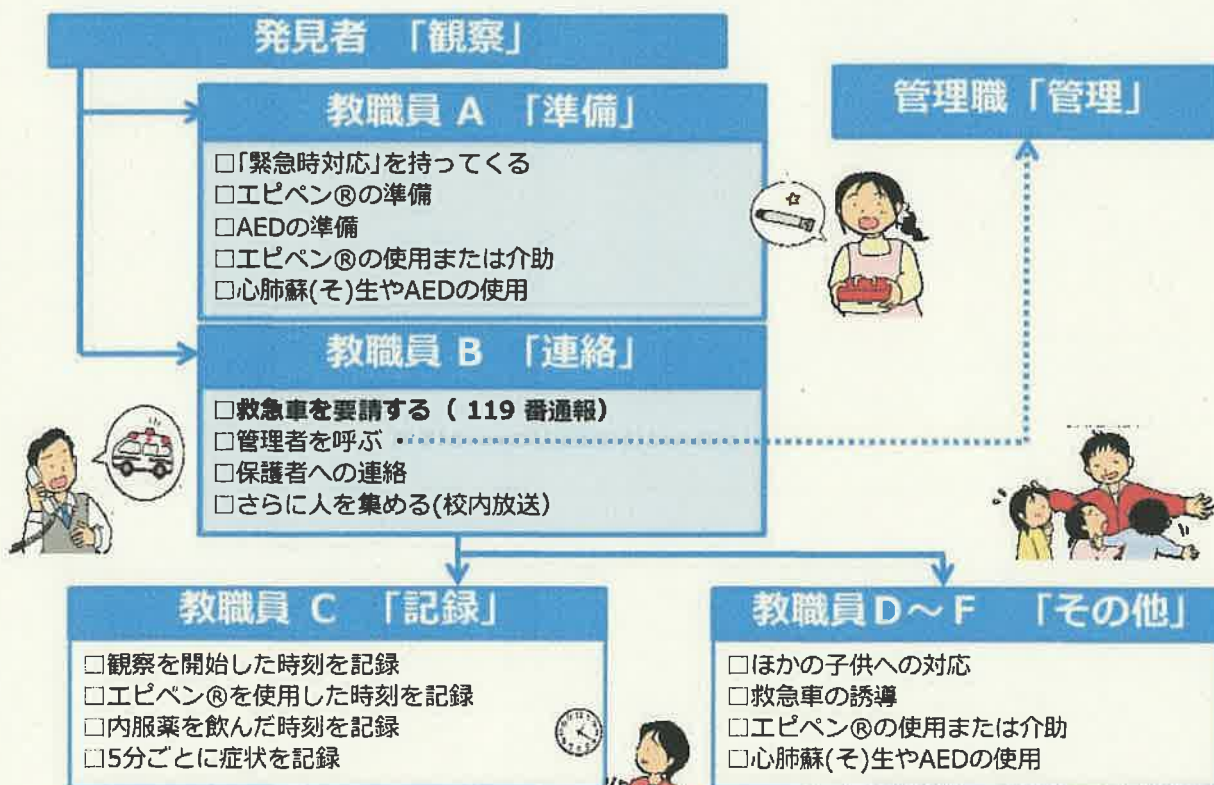 発見者 「観察」
管理職「管理」
教職員 A 「準備」
□「緊急時対応」を持ってくる
□エピペン®の準備
□AEDの準備
□エピペン®の使用または介助
□心肺蘇(そ)生やAEDの使用
教職員 B 「連絡」
□救急車を要請する（ 119 番通報）
□管理者を呼ぶ
□保護者への連絡
□さらに人を集める(校内放送）
教職員 C 「記録」
□観察を開始した時刻を記録
□エピペン®を使用した時刻を記録
□内服薬を飲んだ時刻を記録
□5分ごとに症状を記録
教職員D～F 「その他」
□ほかの子供への対応
□救急車の誘導
□エピペン®の使用または介助
□心肺蘇(そ)生やAEDの使用